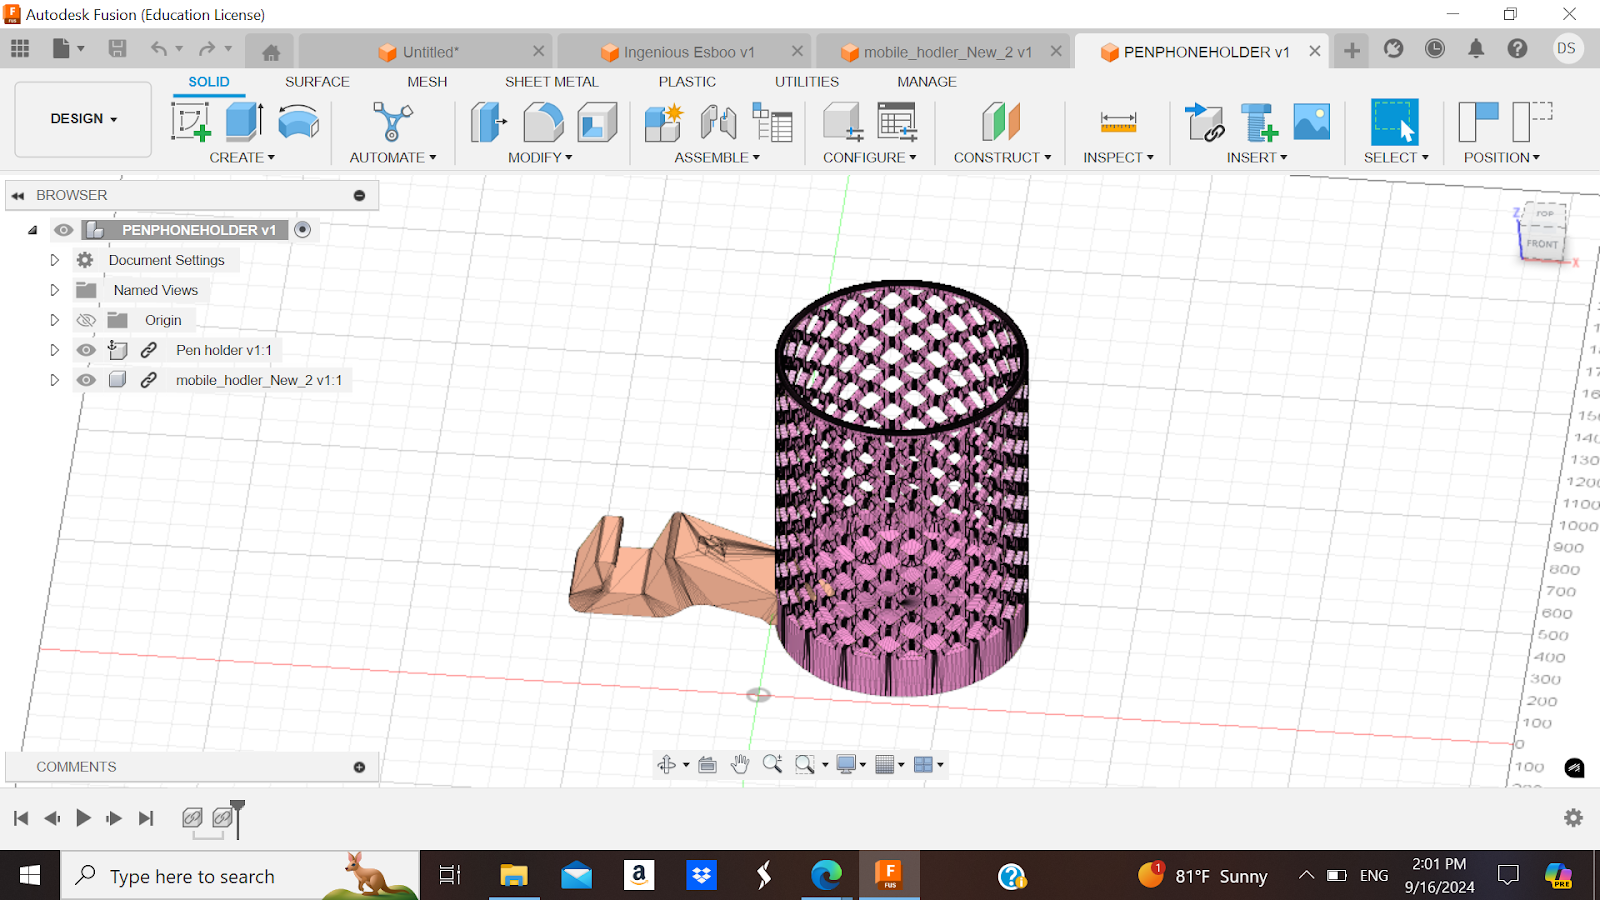 Autodesk Fusion (Education License)
Untitled*
Ingenious Esboo v1
mobile_hodler_New_2 v1
PENPHONEHOLDER v1
DS
SOLID
SURFACE
MESH
SHEET METAL
PLASTIC
UTILITIES
MANAGE
DESIGN
CREATE
AUTOMATE
MODIFY
ASSEMBLE
CONFIGURE
CONSTRUCT
INSPECT
INSERT
SELECT
POSITION
BROWSER
PENPHONEHOLDER v1
Document Settings
Named Views
Origin
Pen holder v1:1
mobile_hodler_New_2 v1:1
Z
TOP
FRONT
X
1300
1200
1100
1000
900
800
700
600
500
400
300
200
100
0
100
COMMENTS
Type here to search
a
F
FUS
1
81°F Sunny
ENG
2:01 PM
9/16/2024
PRE